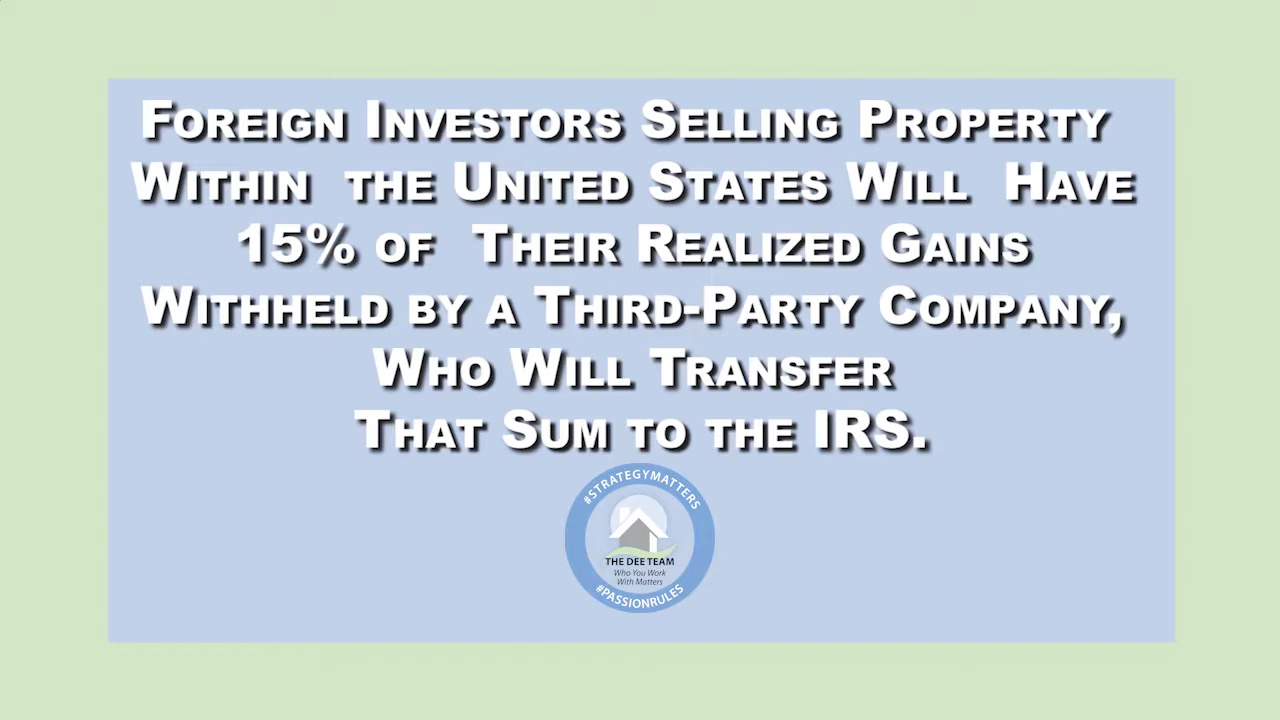 Foreign Investors Selling Property
Within the United States Will Have
15% of Their Realized Gains
Withheld by a Third-Party Company,
Who Will Transfer
That Sum to the IRS.
#STRATEGYMATTERS
THE DEE TEAM
Who You Work
With Matters
#PASSIONRULES